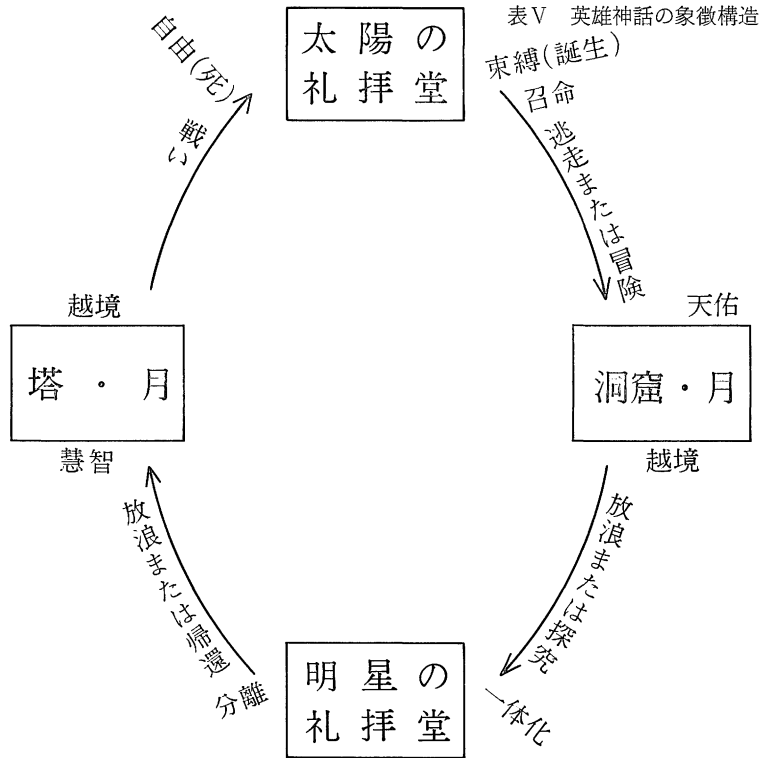 表Ⅴ 英雄神話の象徴構造
太陽の
礼拝堂
束縛(誕生)
召命
逃走または冒険
天佑
洞窟・月
越境
放浪または探究
一体化
明星の
礼拝堂
分離
放浪または帰還
慧智
塔・月
越境
戦い
自由(死)